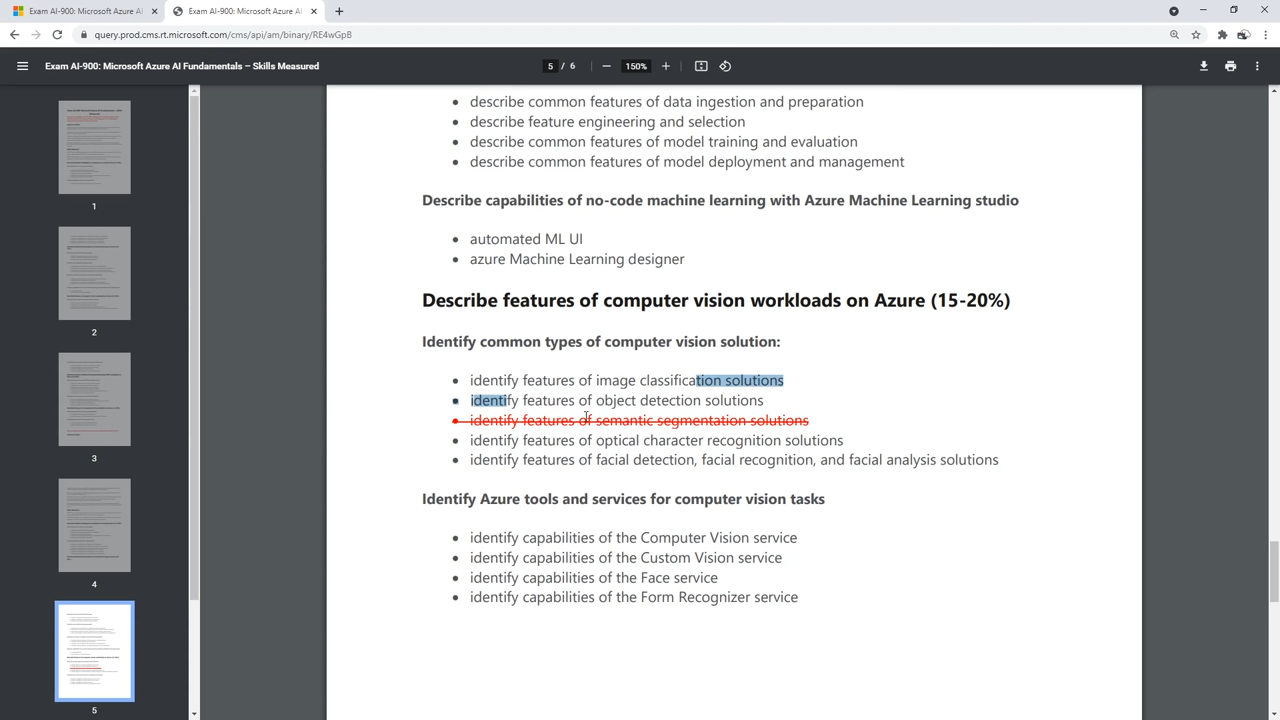 Exam AI-900: Microsoft Azure AI
Exam AI-900: Microsoft Azure AI
query.prod.cms.rt.microsoft.com/cms/api/am/binary/RE4wGpB
Exam AI-900: Microsoft Azure AI Fundamentals – Skills Measured
5 / 6
150%
• describe common features of data ingestion and preparation
• describe feature engineering and selection
• describe common features of model training and evaluation
• describe common features of model deployment and management
Describe capabilities of no-code machine learning with Azure Machine Learning studio
• automated ML UI
• azure Machine Learning designer
Describe features of computer vision workloads on Azure (15-20%)
Identify common types of computer vision solution:
• identify features of image classification solutions
• identify features of object detection solutions
• identify features of semantic segmentation solutions
• identify features of optical character recognition solutions
• identify features of facial detection, facial recognition, and facial analysis solutions
Identify Azure tools and services for computer vision tasks
• identify capabilities of the Computer Vision service
• identify capabilities of the Custom Vision service
• identify capabilities of the Face service
• identify capabilities of the Form Recognizer service
1
2
3
4
5